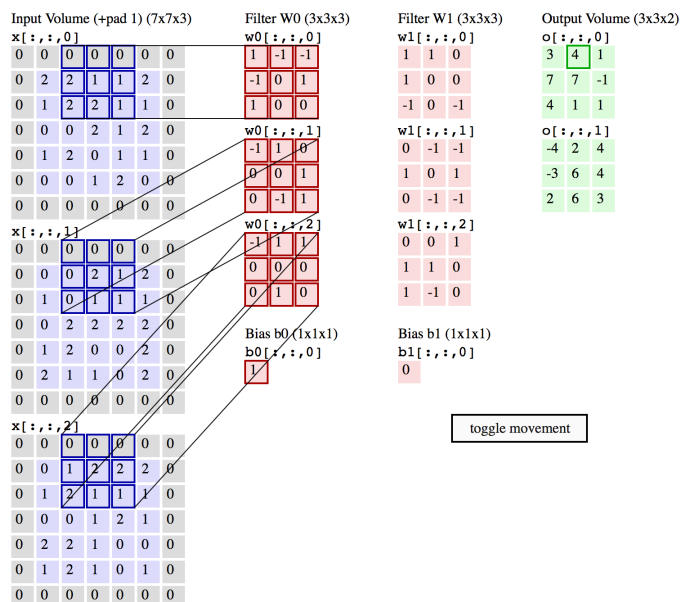 Input Volume (+pad 1) (7x7x3)
x[:,:,0]
0 0 0 0 0 0 0
0 2 2 1 1 2 0
0 1 2 2 1 1 0
0 0 0 2 1 2 0
0 1 2 0 1 1 0
0 0 0 1 2 0 0
0 0 0 0 0 0 0
x[:,:,1]
0 0 0 0 0 0 0
0 0 0 2 1 2 0
0 1 0 1 1 1 0
0 0 2 2 2 2 0
0 1 2 0 0 2 0
0 2 1 1 0 2 0
0 0 0 0 0 0 0
x[:,:,2]
0 0 0 0 0 0 0
0 0 1 2 2 2 0
0 1 2 1 1 1 0
0 0 0 1 2 1 0
0 2 2 1 0 0 0
0 1 2 1 0 1 0
0 0 0 0 0 0 0
Filter W0 (3x3x3)
w0[:,:,0]
1 -1 -1
-1 0 1
1 0 0
w0[:,:,1]
-1 1 0
0 0 1
0 -1 1
w0[:,:,2]
-1 1 1
0 0 0
0 1 0
Bias b0 (1x1x1)
b0[:,:,0]
1
Filter W1 (3x3x3)
w1[:,:,0]
1 1 0
1 0 0
-1 0 -1
w1[:,:,1]
0 -1 -1
1 0 1
0 -1 -1
w1[:,:,2]
0 0 1
1 1 0
1 -1 0
Bias b1 (1x1x1)
b1[:,:,0]
0
Output Volume (3x3x2)
o[:,:,0]
3 4 1
7 7 -1
4 1 1
o[:,:,1]
-4 2 4
-3 6 4
2 6 3
toggle movement